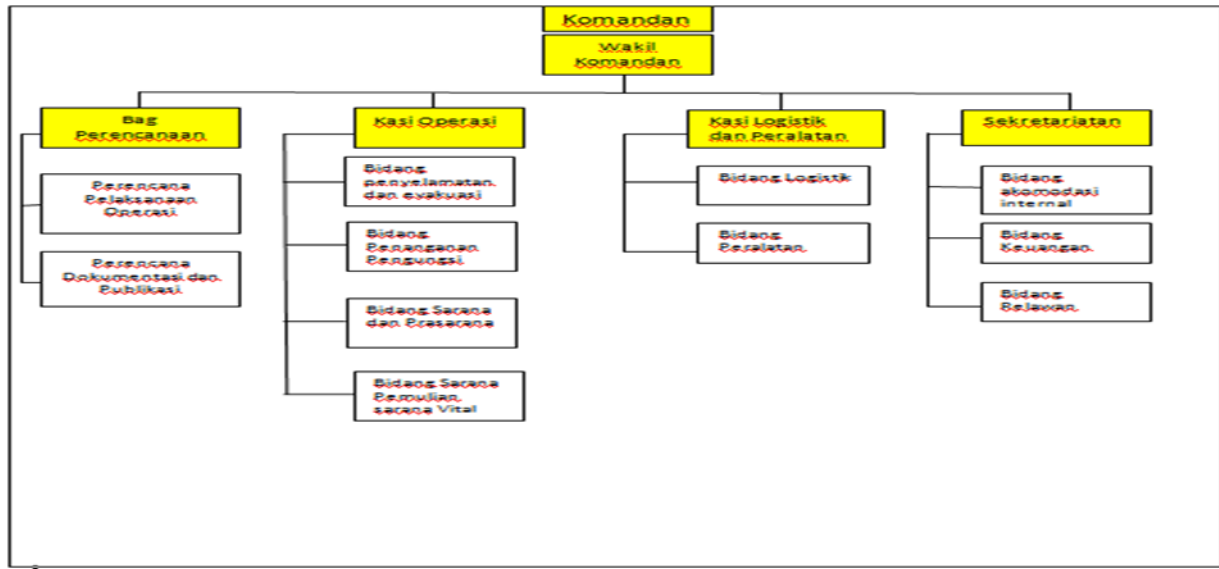 Komandan
Wakil
Komandan
Bag
Perencanaan
Kasi Operasi
Kasi Logistik
dan Peralatan
Sekretariatan
Perencana
Pelaksanaan
Operasi
Perencana
Dokumentasi dan
Publikasi
Bidang
penyelamatan
dan evakuasi
Bidang
Penanganan
Pengungsi
Bidang Sarana
dan Prasarana
Bidang Sarana
Pemulian
sarana Vital
Bidang Logistik
Bidang
Peralatan
Bidang
akomodasi
internal
Bidang
Keuangan
Bidang
Relawan